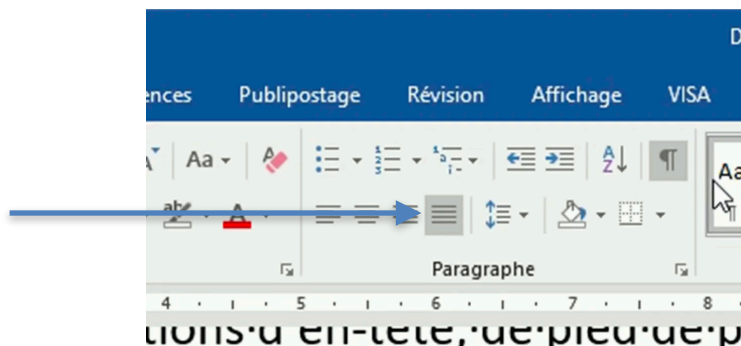 D
ences Publipostage Révision Affichage VISA
Aa A Z ¶ Aa
ab A ¶
Paragraphe
4 5 6 7 8
tions·d'en-tête,·de·pied·de·p